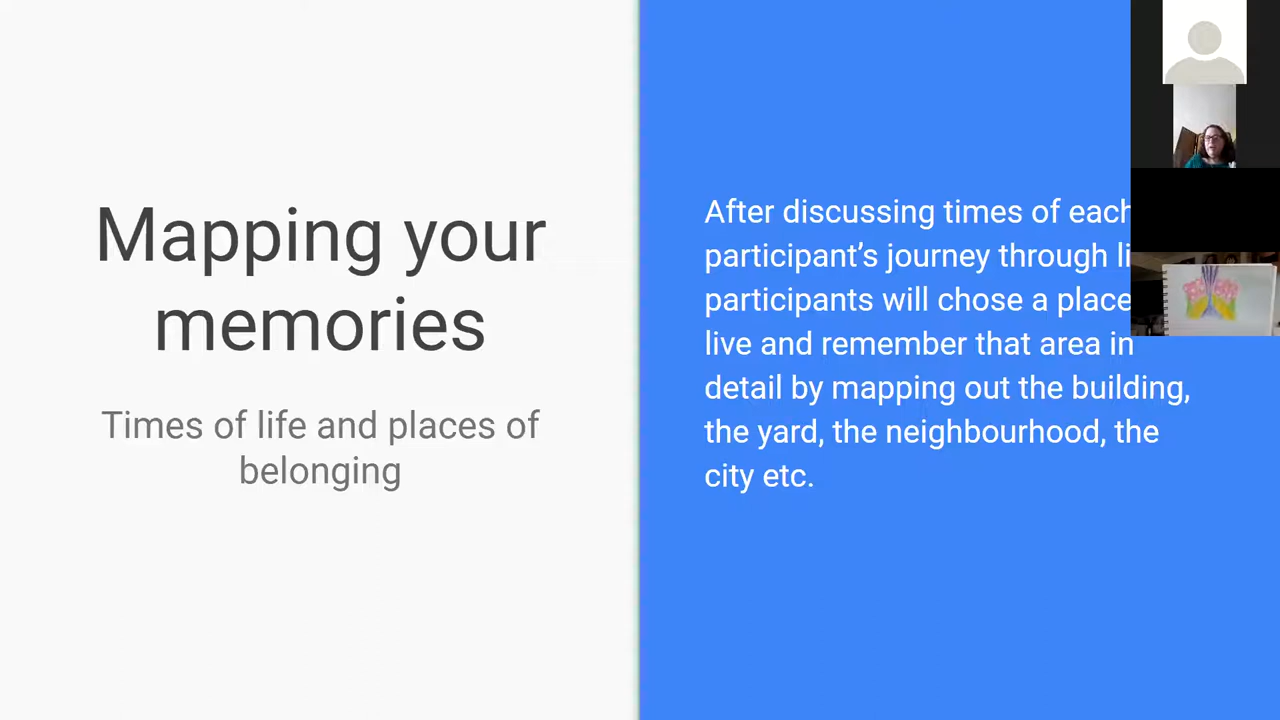 Mapping your
memories
Times of life and places of
belonging
After discussing times of each
participant’s journey through
participants will chose a place
live and remember that area in
detail by mapping out the building,
the yard, the neighbourhood, the
city etc.